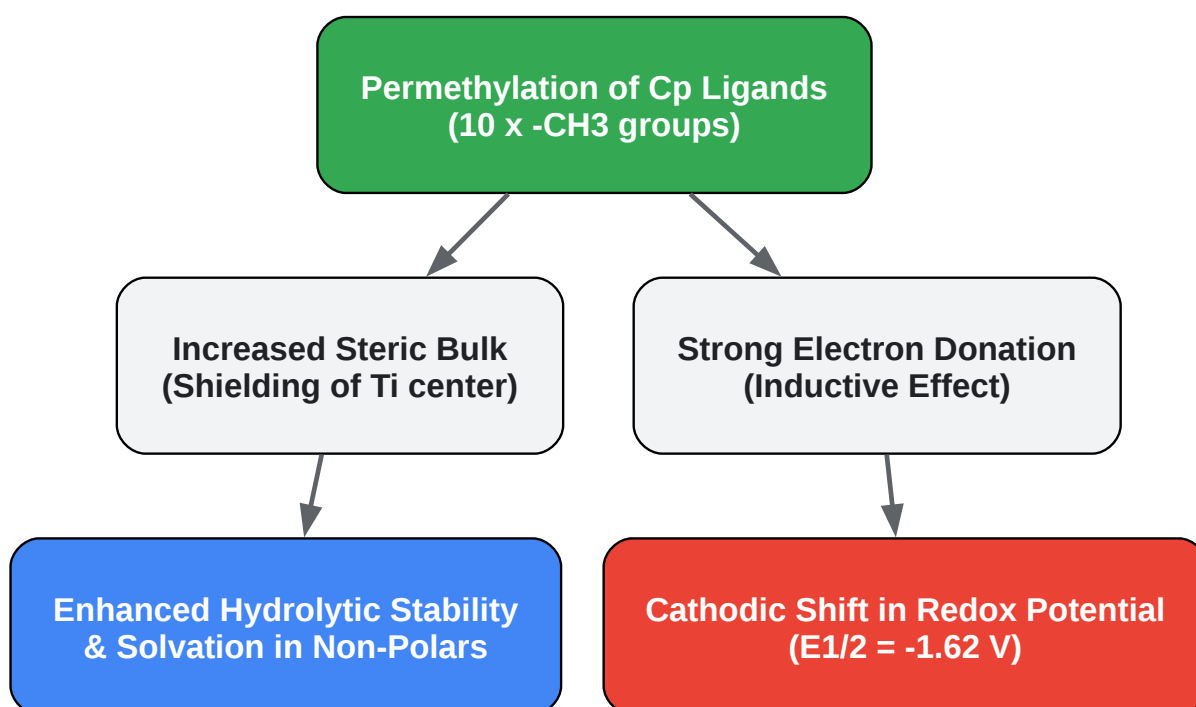 Permethylation of Cp Ligands
(10 x -CH3 groups)
Increased Steric Bulk
(Shielding of Ti center)
Strong Electron Donation
(Inductive Effect)
Enhanced Hydrolytic Stability
& Solvation in Non-Polars
Cathodic Shift in Redox Potential
(E1/2 = -1.62 V)